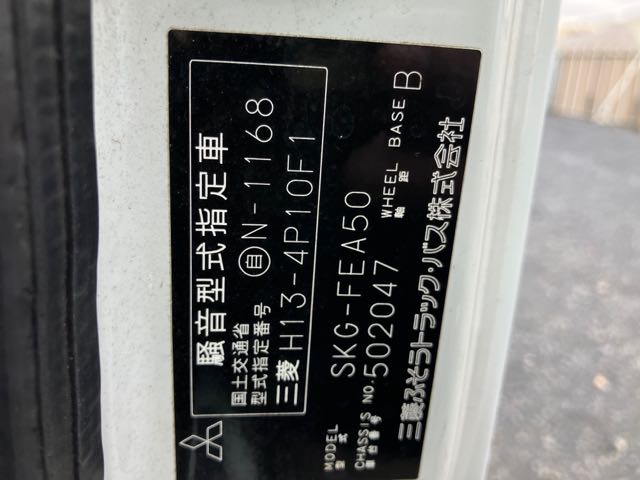 騒音型式指定車
国土交通省
型式指定番号 自N-1168
三菱 H13-4P10F1
MODEL
型式 SKG-FEA50
CHASSIS NO. 502047 WHEEL BASE B
車台番号 軸距
三菱ふそうトラック・バス株式会社